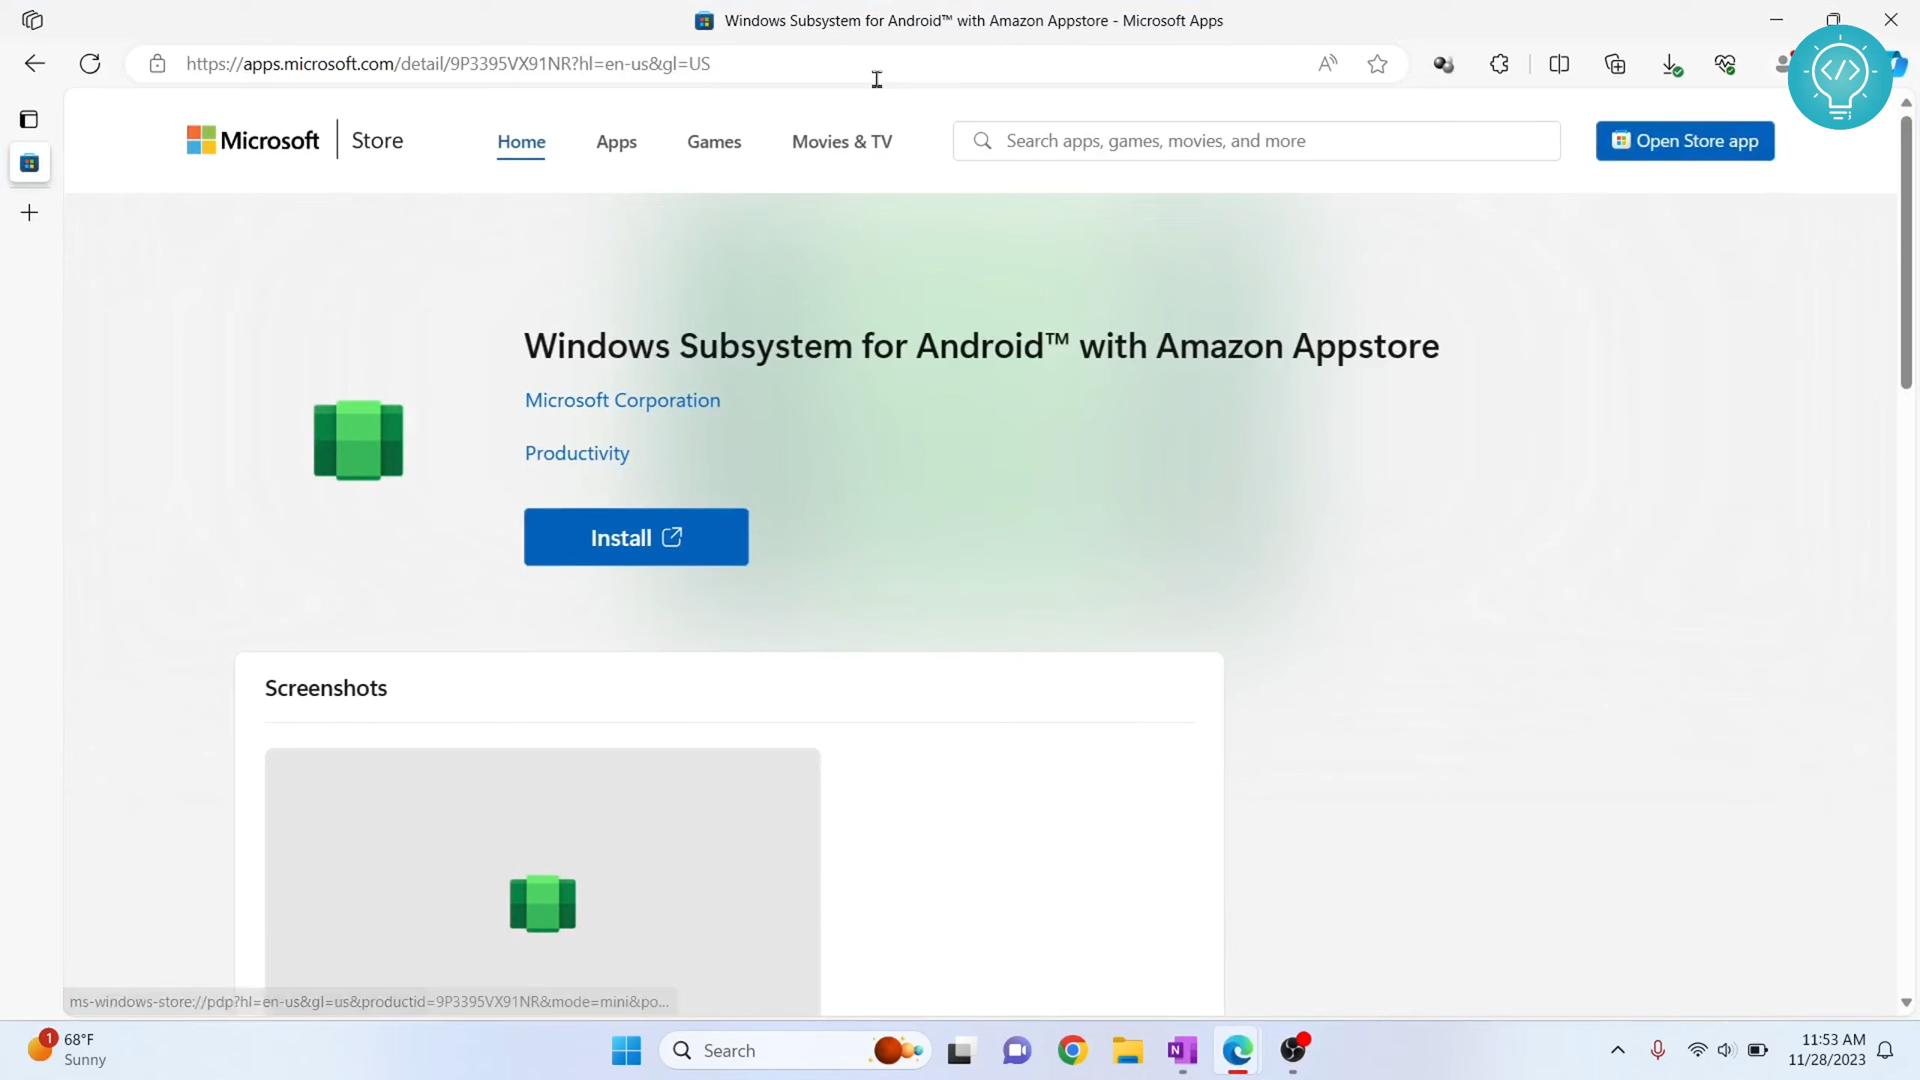 Windows Subsystem for Android™ with Amazon Appstore - Microsoft Apps
https://apps.microsoft.com/detail/9P3395VX91NR?hl=en-us&gl=US
Microsoft | Store
Home
Apps
Games
Movies & TV
Search apps, games, movies, and more
Open Store app
Windows Subsystem for Android™ with Amazon Appstore
Microsoft Corporation
Productivity
Install
Screenshots
ms-windows-store://pdp?hl=en-us&gl=us&productid=9P3395VX91NR&mode=mini&po...
1
68°F
Sunny
Search
11:53 AM
11/28/2023